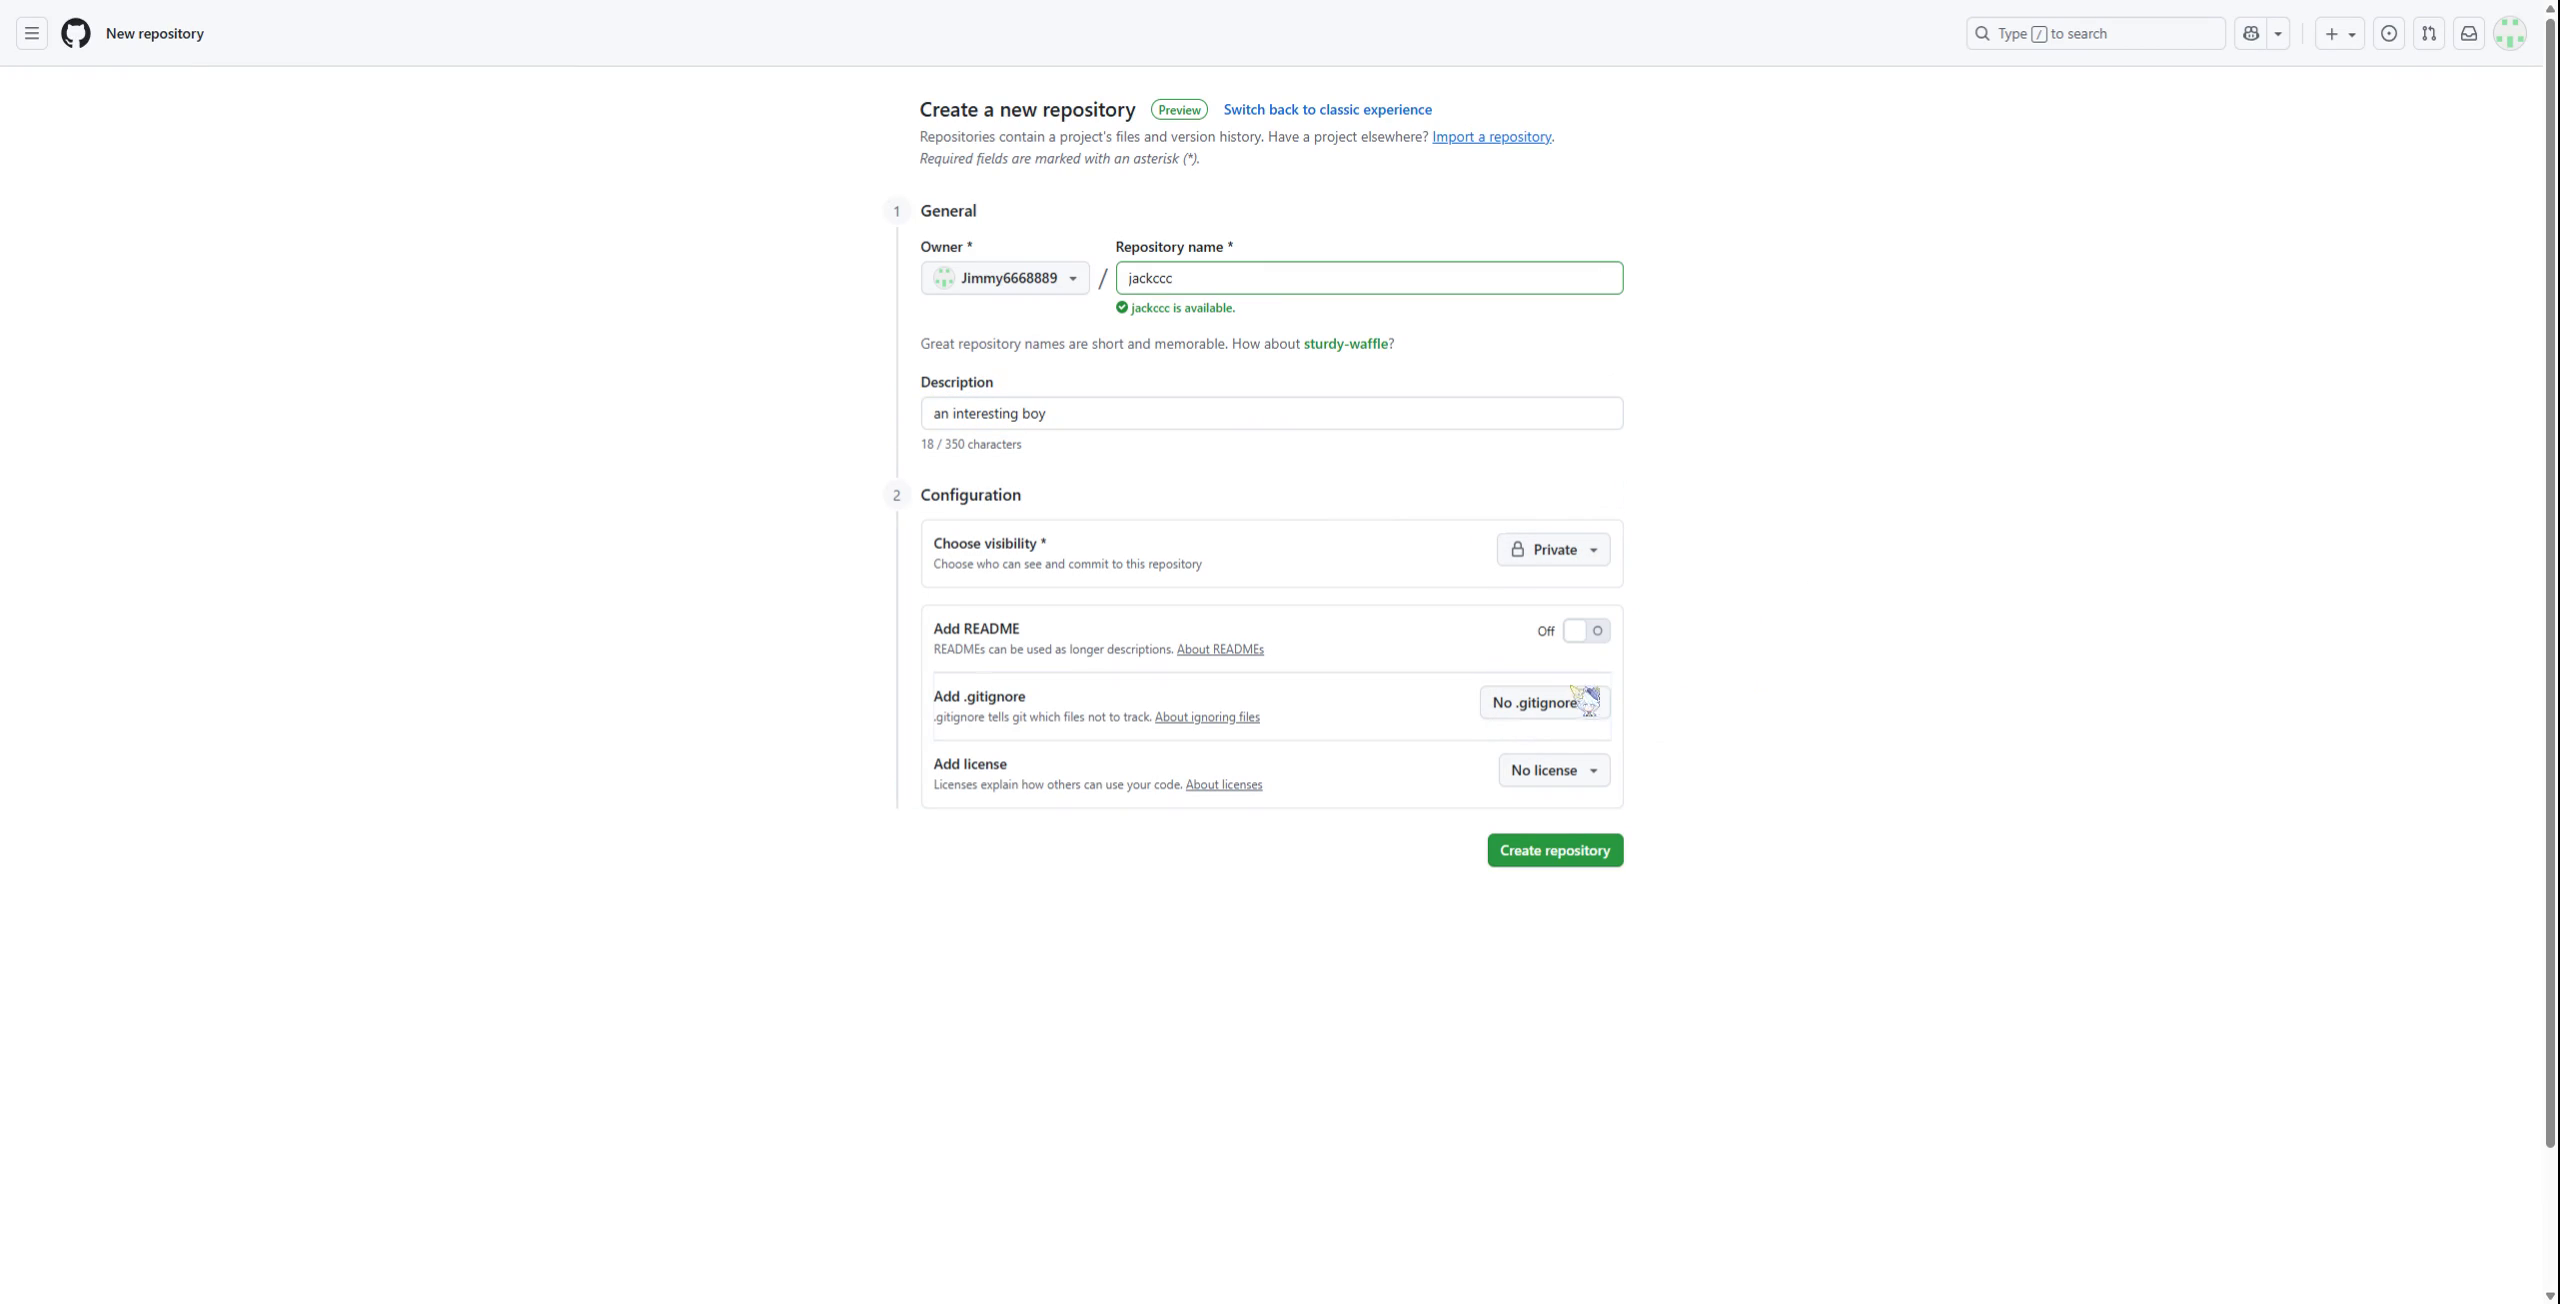 New repository
Type / to search
Create a new repository Preview Switch back to classic experience
Repositories contain a project's files and version history. Have a project elsewhere? Import a repository.
Required fields are marked with an asterisk (*).
1 General
Owner * Repository name *
Jimmy6668889 / jackccc
jackccc is available.
Great repository names are short and memorable. How about sturdy-waffle?
Description
an interesting boy
18 / 350 characters
2 Configuration
Choose visibility *
Private
Choose who can see and commit to this repository
Add README
Off
READMEs can be used as longer descriptions. About READMEs
Add .gitignore
No .gitignore
.gitignore tells git which files not to track. About ignoring files
Add license
No license
Licenses explain how others can use your code. About licenses
Create repository